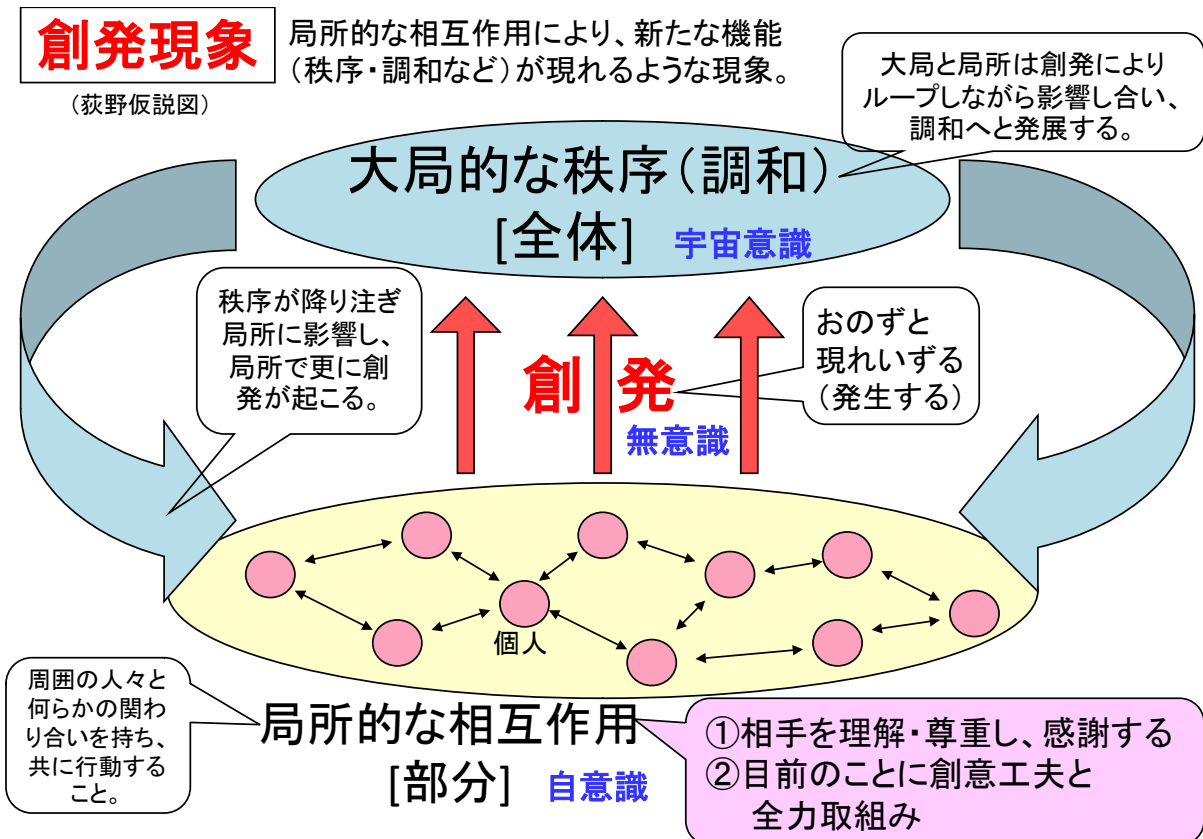 創発現象
(荻野仮説図)
局所的な相互作用により、新たな機能
(秩序・調和など)が現れるような現象。
大局と局所は創発により
ループしながら影響し合い、
調和へと発展する。
大局的な秩序(調和)
[全体] 宇宙意識
秩序が降り注ぎ
局所に影響し、
局所で更に創
発が起こる。
創発
無意識
おのずと
現れいずる
(発生する)
個人
周囲の人々と
何らかの関わ
り合いを持ち、
共に行動する
こと。
局所的な相互作用
[部分] 自意識
①相手を理解・尊重し、感謝する
②目前のことに創意工夫と
全力取組み